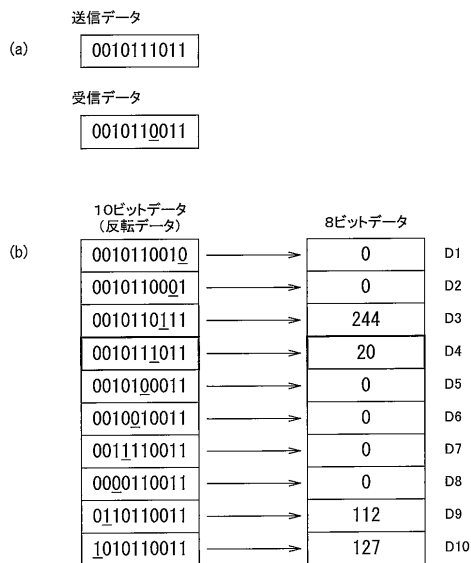 送信データ
(a)
0010111011
受信データ
0010110011
10ビットデータ
(反転データ)
8ビットデータ
(b)
0010110010 0 D1
0010110001 0 D2
0010110111 244 D3
0010111011 20 D4
0010100011 0 D5
0010010011 0 D6
0011110011 0 D7
0000110011 0 D8
0110110011 112 D9
1010110011 127 D10